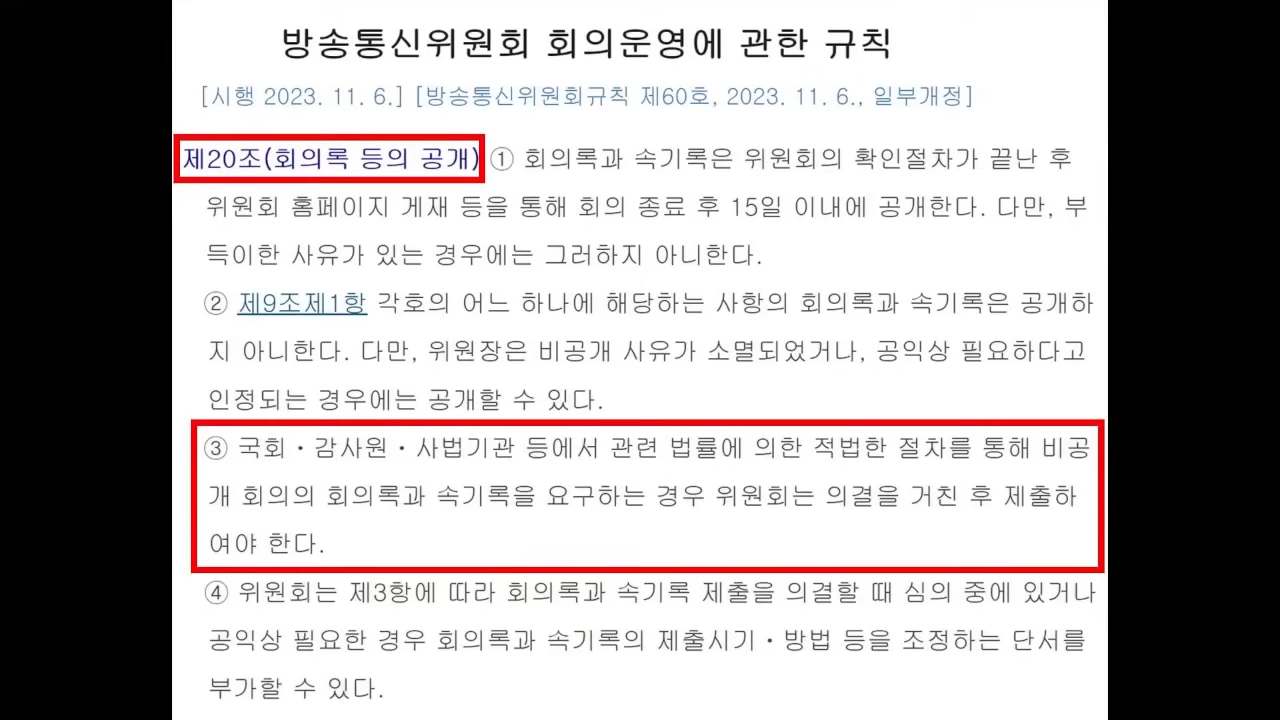 방송통신위원회 회의운영에 관한 규칙
[시행 2023. 11. 6.] [방송통신위원회규칙 제60호, 2023. 11. 6., 일부개정]
제20조(회의록 등의 공개) ① 회의록과 속기록은 위원회의 확인절차가 끝난 후
위원회 홈페이지 게재 등을 통해 회의 종료 후 15일 이내에 공개한다. 다만, 부
득이한 사유가 있는 경우에는 그러하지 아니한다.
② 제9조제1항 각호의 어느 하나에 해당하는 사항의 회의록과 속기록은 공개하
지 아니한다. 다만, 위원장은 비공개 사유가 소멸되었거나, 공익상 필요하다고
인정되는 경우에는 공개할 수 있다.
③ 국회・감사원・사법기관 등에서 관련 법률에 의한 적법한 절차를 통해 비공
개 회의의 회의록과 속기록을 요구하는 경우 위원회는 의결을 거친 후 제출하
여야 한다.
④ 위원회는 제3항에 따라 회의록과 속기록 제출을 의결할 때 심의 중에 있거나
공익상 필요한 경우 회의록과 속기록의 제출시기・방법 등을 조정하는 단서를
부가할 수 있다.